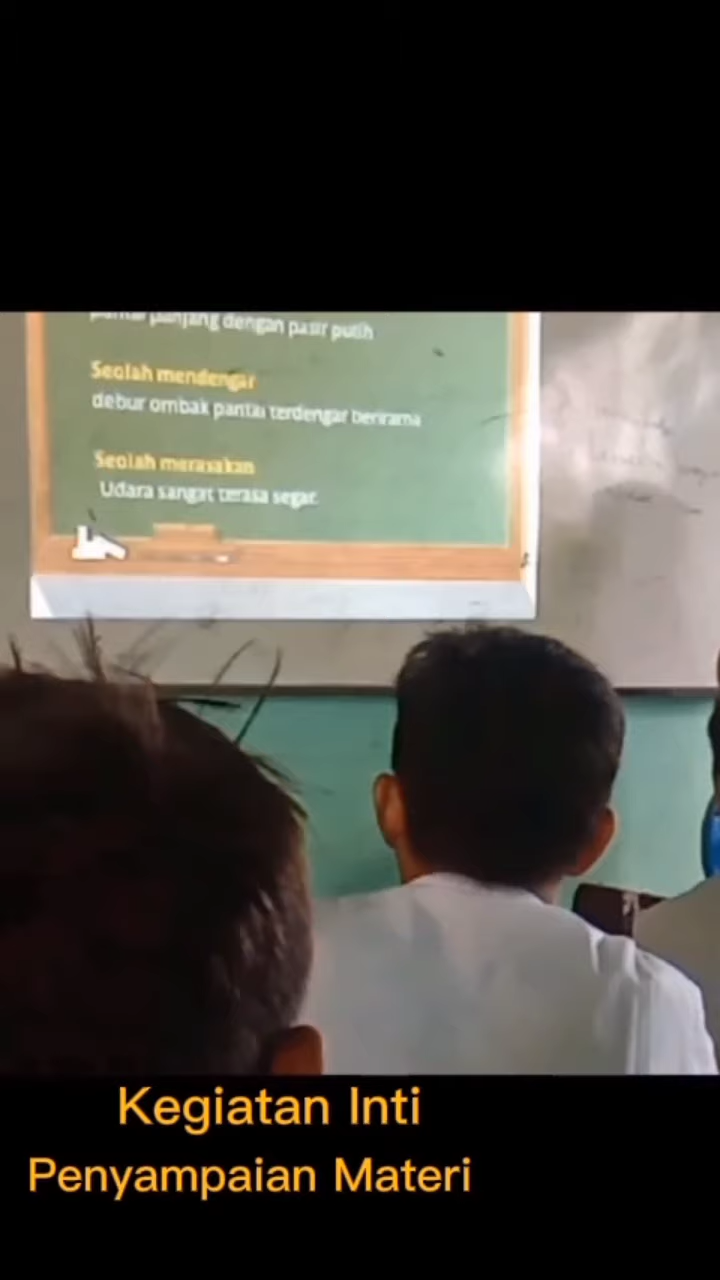 pantai panjang dengan pasir putih
Seolah mendengar
debur ombak pantai terdengar berirama
Seolah merasakan
Udara sangat terasa segar
Kegiatan Inti
Penyampaian Materi